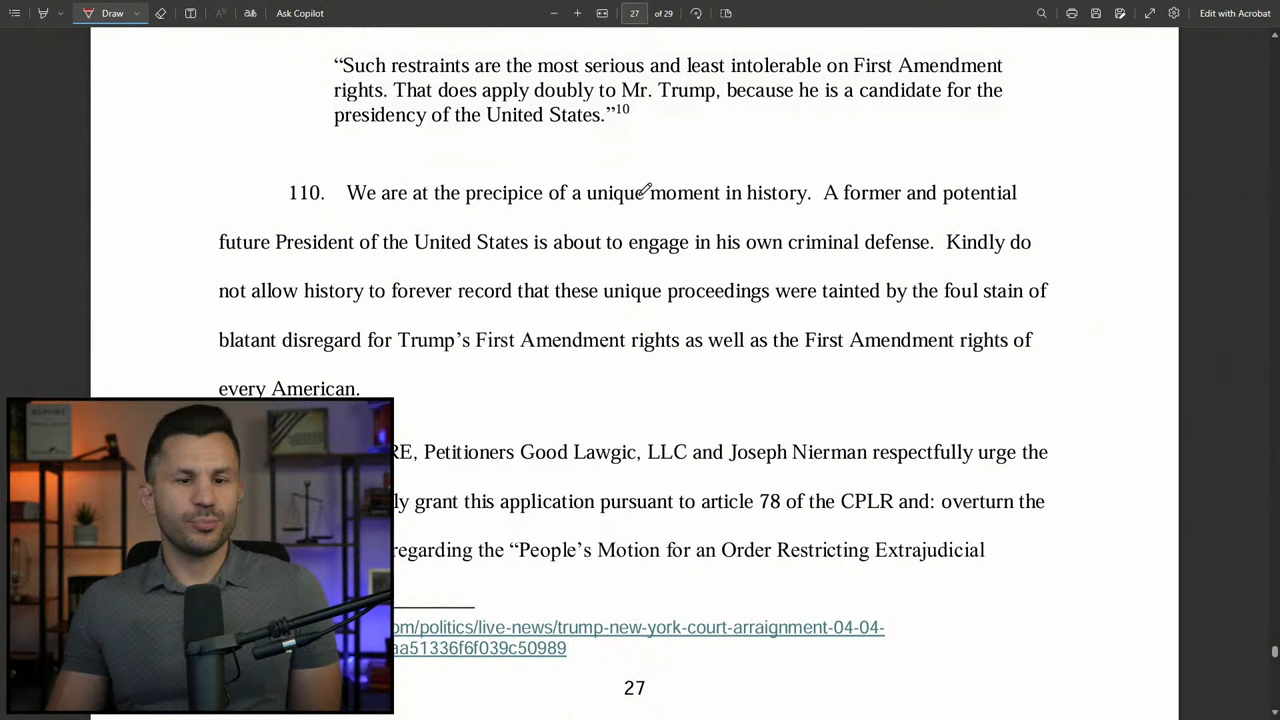 Draw
Ask Copilot
27
of 29
Edit with Acrobat
“Such restraints are the most serious and least intolerable on First Amendment
rights. That does apply doubly to Mr. Trump, because he is a candidate for the
presidency of the United States.”10
110. We are at the precipice of a unique moment in history. A former and potential
future President of the United States is about to engage in his own criminal defense. Kindly do
not allow history to forever record that these unique proceedings were tainted by the foul stain of
blatant disregard for Trump’s First Amendment rights as well as the First Amendment rights of
every American.
RE, Petitioners Good Lawgic, LLC and Joseph Nierman respectfully urge the
ly grant this application pursuant to article 78 of the CPLR and: overturn the
regarding the “People’s Motion for an Order Restricting Extrajudicial
om/politics/live-news/trump-new-york-court-arraignment-04-04-
aa51336f6f039c50989
27